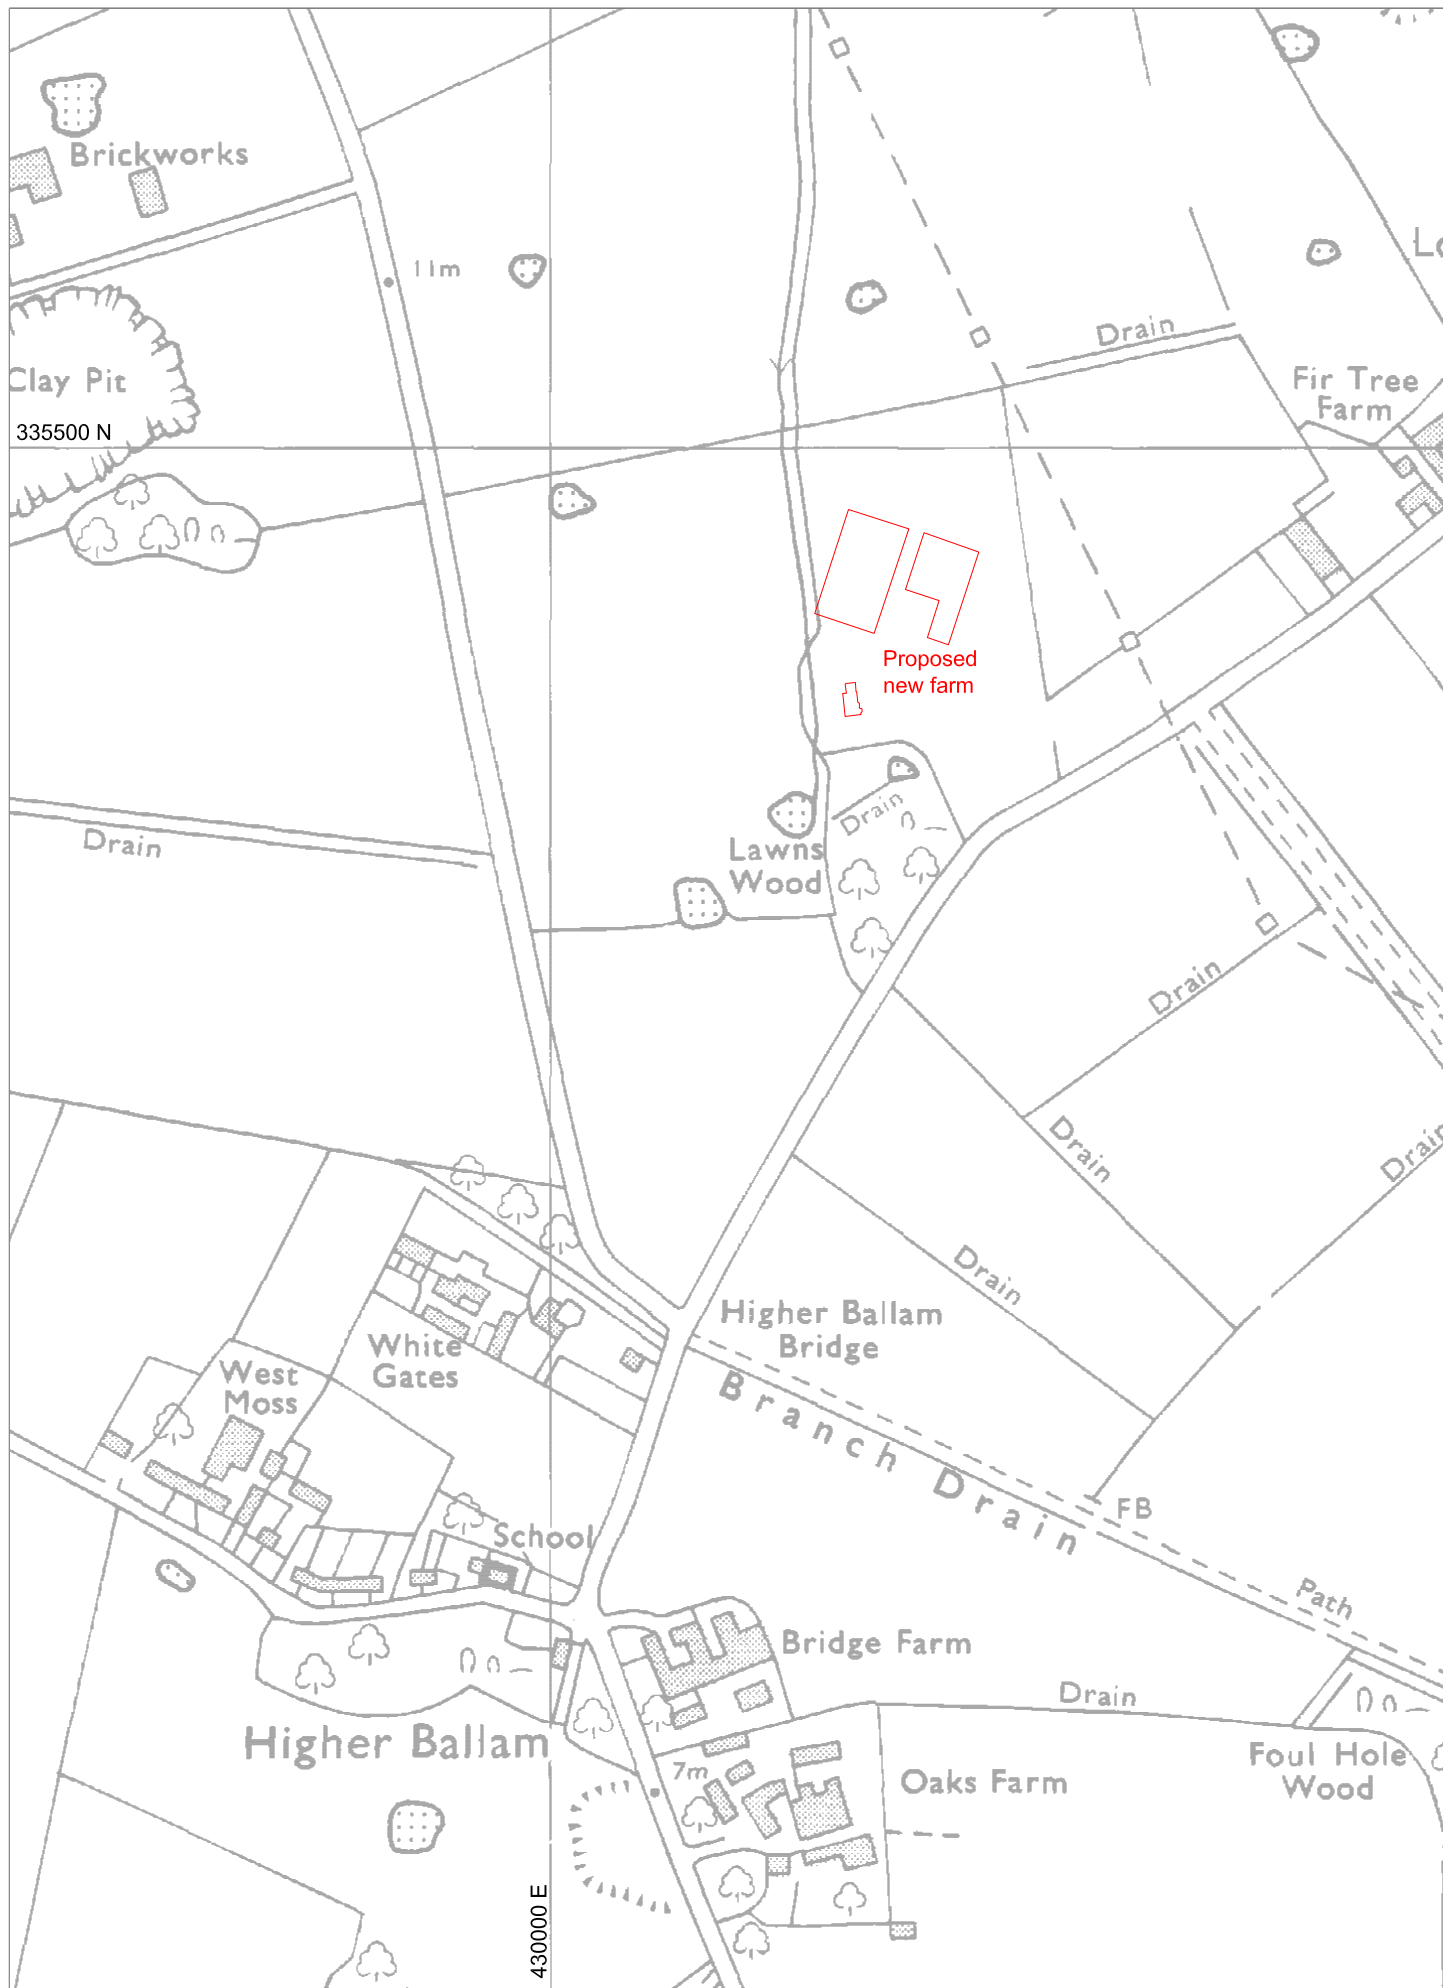 Brickworks
11m
Drain
Clay Pit
Fir Tree
Farm
335500 N
Proposed
new farm
Drain
Drain
Lawns
Wood
Drain
Drain
Drain
Drain
Higher Ballam
Bridge
White
Gates
West
Moss
Branch Drain
FB
School
Path
Bridge Farm
Drain
Higher Ballam
7m
Oaks Farm
Foul Hole
Wood
430000 E